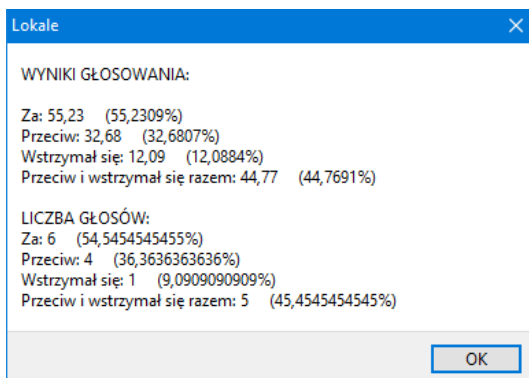 Lokale
WYNIKI GŁOSOWANIA:
Za: 55,23 (55,2309%)
Przeciw: 32,68 (32,6807%)
Wstrzymał się: 12,09 (12,0884%)
Przeciw i wstrzymał się razem: 44,77 (44,7691%)
LICZBA GŁOSÓW:
Za: 6 (54,5454545455%)
Przeciw: 4 (36,3636363636%)
Wstrzymał się: 1 (9,0909090909%)
Przeciw i wstrzymał się razem: 5 (45,4545454545%)
OK